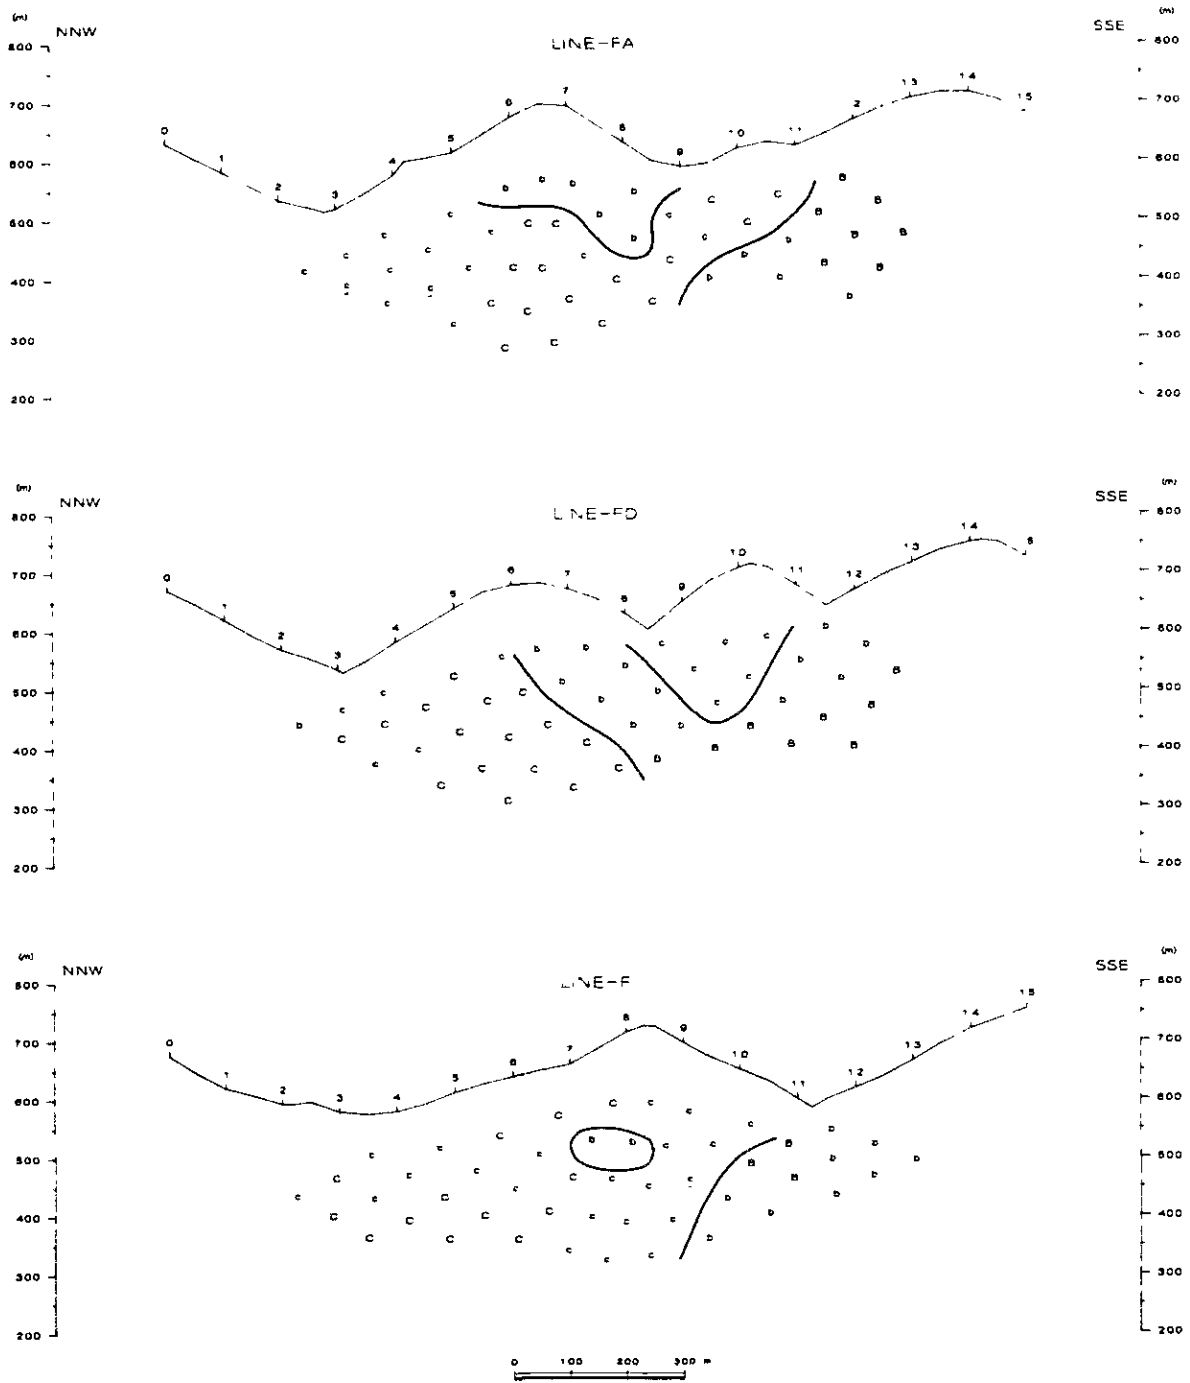 (m) NNW LINE-FA SSE (m)
800 800
700 700
600 600
500 500
400 400
300 300
200 200
0 1 2 3 4 5 6 7 8 9 10 11 2 13 14 15
b b b b C C B B
c c C C b b c c C B B B
c c c c c C C c b C b b B B
c c c c C C C C b
c C C C
(m) NNW LINE-FD SSE (m)
800 800
700 700
600 600
500 500
400 400
300 300
200 200
0 1 2 3 4 5 6 7 8 9 10 11 12 13 14 5
c b b c c c b b
c c C C C C b b b b c c c b b B
b C C c C C C C b b B B B
c C C C C C B B B B
C
(m) NNW LINE-F SSE (m)
800 800
700 700
600 600
500 500
400 400
300 300
200 200
0 1 2 3 4 5 6 7 8 9 10 11 12 13 14 15
C C c c c b
c c C c b b c c B B b b b
c C c C c c c C c c c b B b b
C C C C C C c c c b b
C C C c c c
0 100 200 300 m